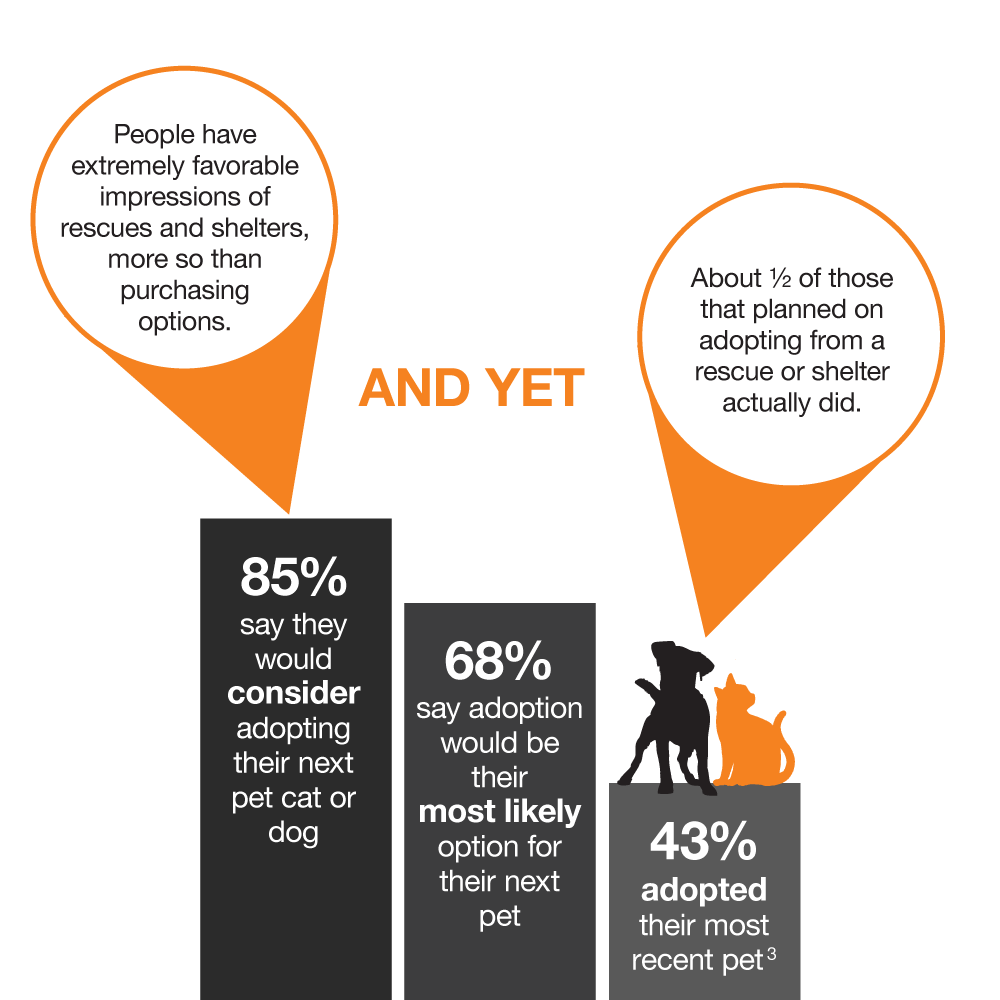 People have
extremely favorable
impressions of
rescues and shelters,
more so than
purchasing
options.
AND YET
About ½ of those
that planned on
adopting from a
rescue or shelter
actually did.
85%
say they
would
consider
adopting
their next
pet cat or
dog
68%
say adoption
would be
their
most likely
option for
their next
pet
43%
adopted
their most
recent pet³